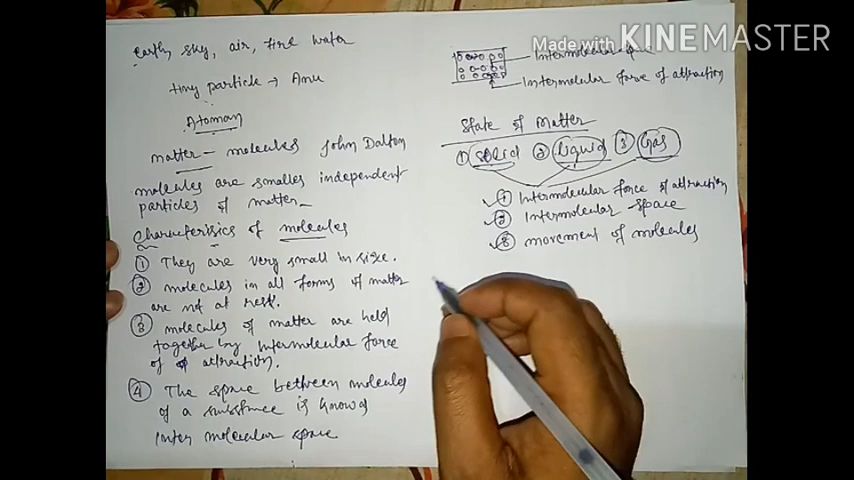 earth, sky, air, fire water
tiny particle → Anu
Atoman
matter - molecules John Dalton
molecules are smalles independent
particles of matter
Characterisics of molecules
① They are very small in size.
② molecules in all forms of matter
are not at rest.
③ molecules of matter are held
together by intermolecular force
of attraction.
④ The space between molecules
of a substance is known
Inter molecular space
Made with KINEMASTER
Intermolecular
Intermolecular force of attraction
State of Matter
① Solid ② liquid ③ Gas
① Intermolecular force of attraction
② Intermolecular space
③ movement of molecules